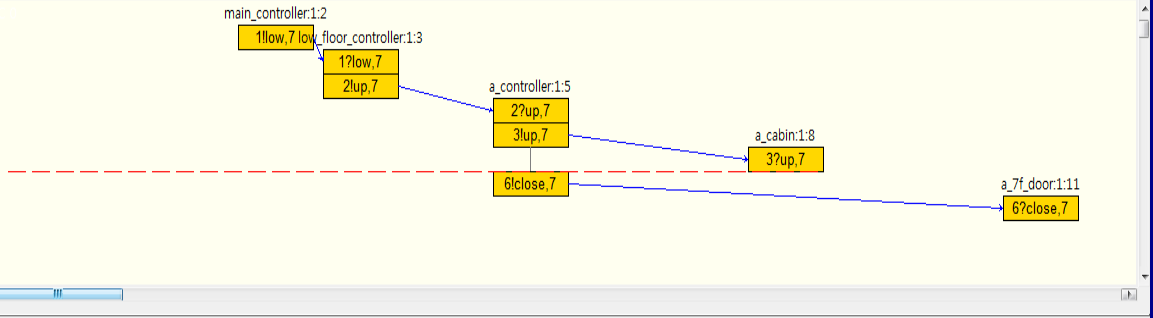 main_controller:1:2
1!low,7
low_floor_controller:1:3
1?low,7
2!up,7
a_controller:1:5
2?up,7
3!up,7
a_cabin:1:8
3?up,7
6!close,7
a_7f_door:1:11
6?close,7